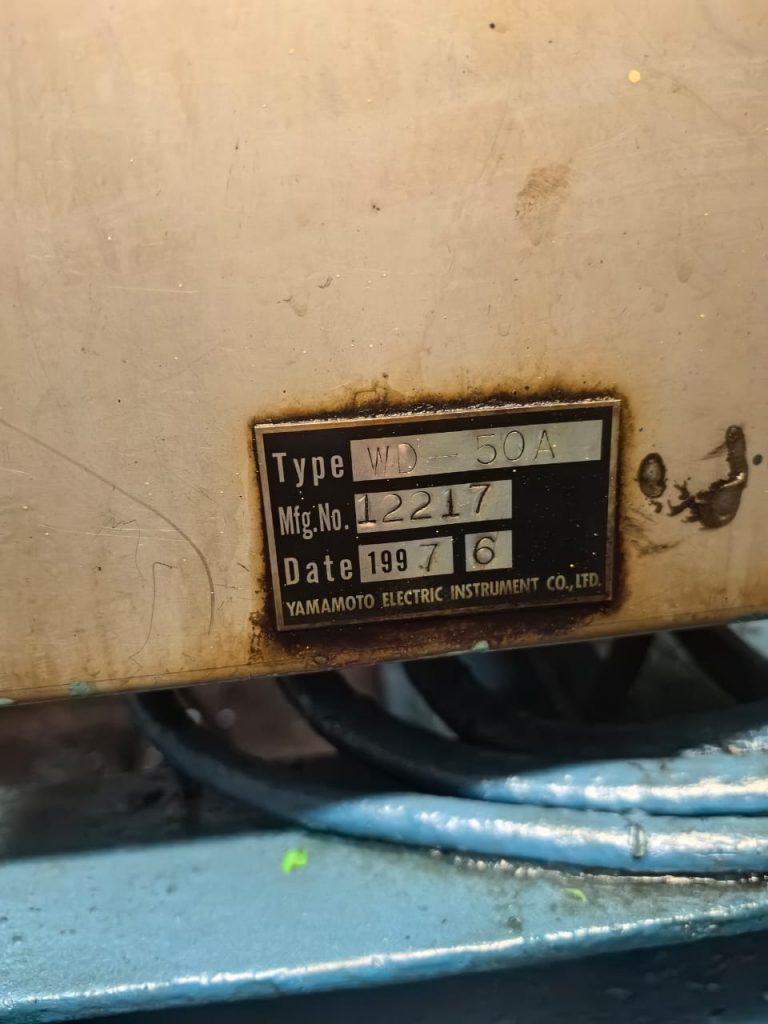 Type WD-50A
Mfg.No. 12217
Date 1997 6
YAMAMOTO ELECTRIC INSTRUMENT CO.,LTD.